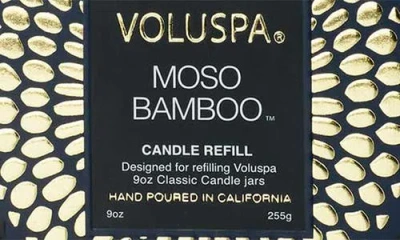 VOLUSPA®
MOSO
BAMBOO™
CANDLE REFILL
Designed for refilling Voluspa
9oz Classic Candle jars
HAND POURED IN CALIFORNIA
9oz 255g